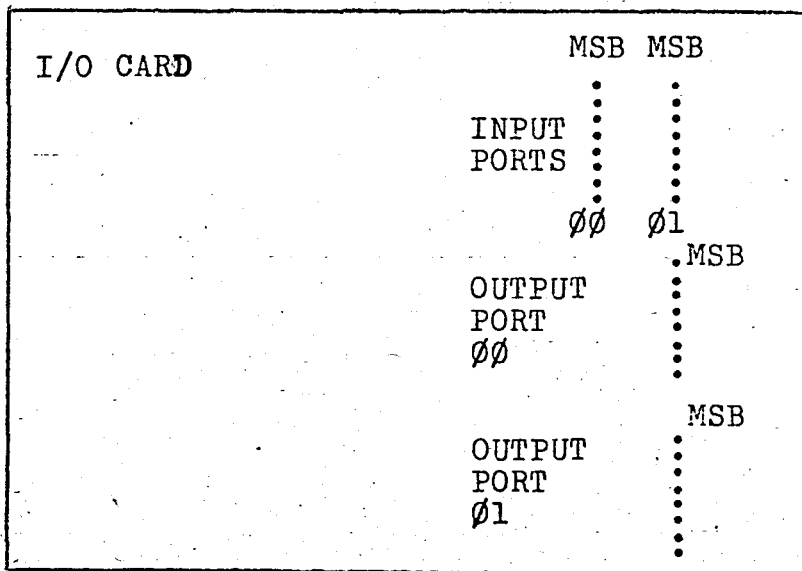 I/O CARD
MSB MSB
INPUT
PORTS
ØØ Ø1
MSB
OUTPUT
PORT
ØØ
MSB
OUTPUT
PORT
Ø1